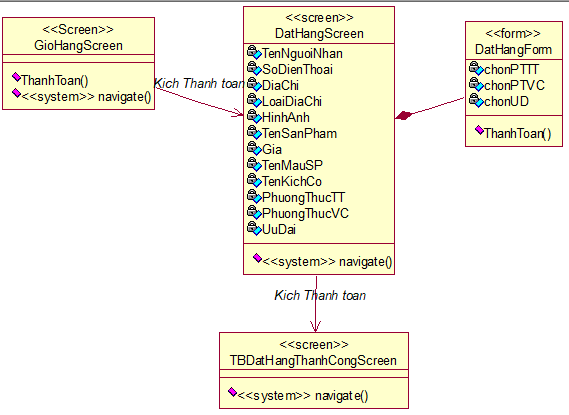 <<Screen>>
GioHangScreen
ThanhToan()
<<system>> navigate()
Kich Thanh toan
<<screen>>
DatHangScreen
TenNguoiNhan
SoDienThoai
DiaChi
LoaiDiaChi
HinhAnh
TenSanPham
Gia
TenMauSP
TenKichCo
PhuongThucTT
PhuongThucVC
UuDai
<<system>> navigate()
<<form>>
DatHangForm
chonPTTT
chonPTVC
chonUD
ThanhToan()
Kich Thanh toan
<<screen>>
TBDatHangThanhCongScreen
<<system>> navigate()